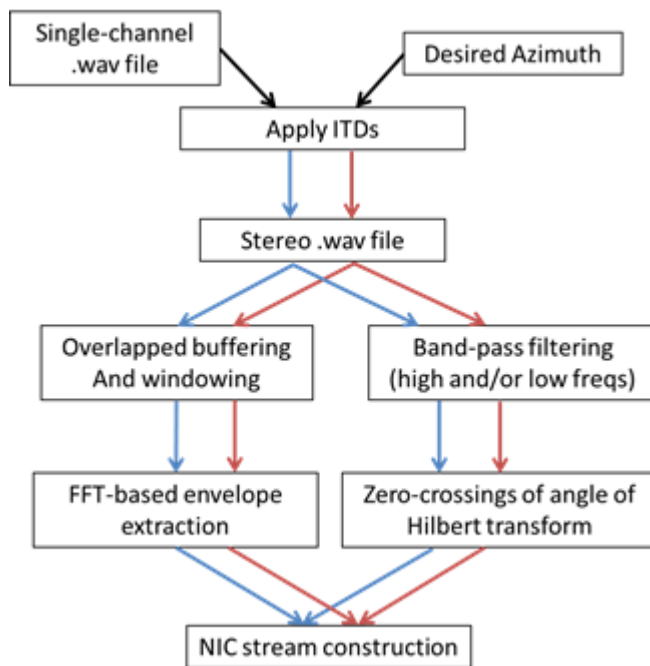 Single-channel
.wav file
Desired Azimuth
Apply ITDs
Stereo .wav file
Overlapped buffering
And windowing
Band-pass filtering
(high and/or low freqs)
FFT-based envelope
extraction
Zero-crossings of angle of
Hilbert transform
NIC stream construction